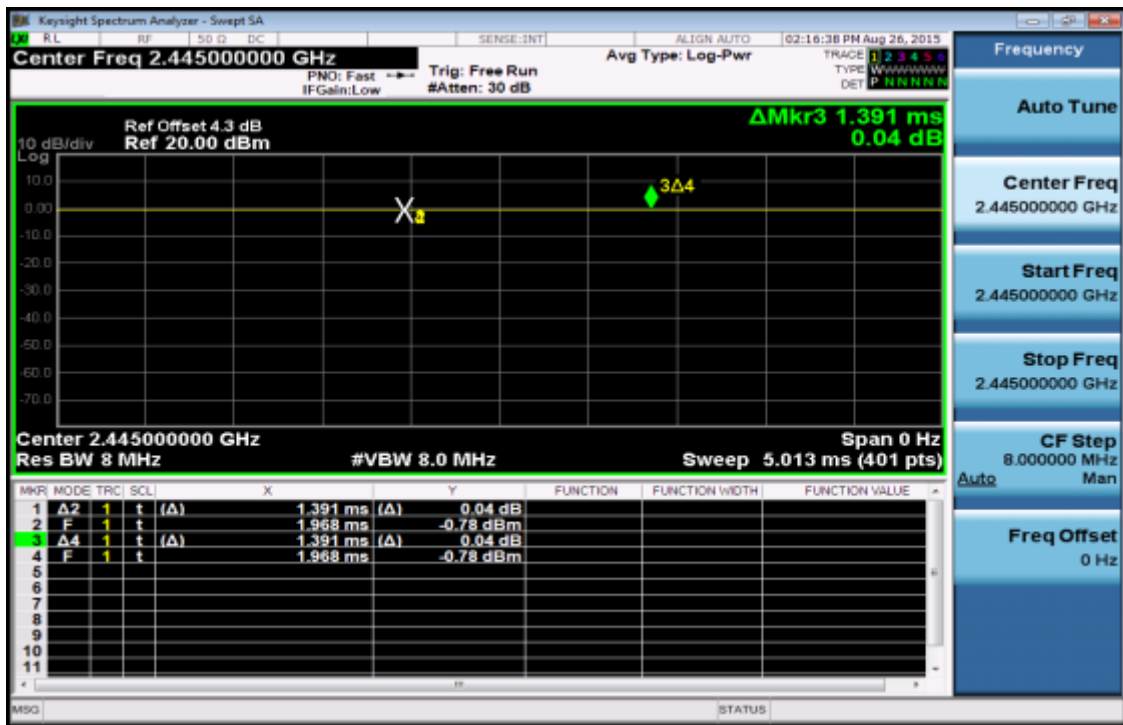 Keysight Spectrum Analyzer - Swept SA
RL RF 50 Ω DC SENSE:INT ALIGN AUTO 02:16:38 PM Aug 26, 2015
Center Freq 2.445000000 GHz
PNO: Fast
IFGain:Low
Trig: Free Run
#Atten: 30 dB
Avg Type: Log-Pwr
TRACE 1 2 3 4 5 6
TYPE WWWWWWW
DET P N N N N N
ΔMkr3 1.391 ms
0.04 dB
Ref Offset 4.3 dB
10 dB/div Ref 20.00 dBm
Log
10.0
0.00
-10.0
-20.0
-30.0
-40.0
-50.0
-60.0
-70.0
3Δ4
Center 2.445000000 GHz Span 0 Hz
Res BW 8 MHz #VBW 8.0 MHz Sweep 5.013 ms (401 pts)
MKR MODE TRC SCL X Y FUNCTION FUNCTION WIDTH FUNCTION VALUE
1 Δ2 1 t (Δ) 1.391 ms (Δ) 0.04 dB
2 F 1 t 1.968 ms -0.78 dBm
3 Δ4 1 t (Δ) 1.391 ms (Δ) 0.04 dB
4 F 1 t 1.968 ms -0.78 dBm
5
6
7
8
9
10
11
MSG STATUS
Frequency
Auto Tune
Center Freq
2.445000000 GHz
Start Freq
2.445000000 GHz
Stop Freq
2.445000000 GHz
CF Step
8.000000 MHz
Auto Man
Freq Offset
0 Hz